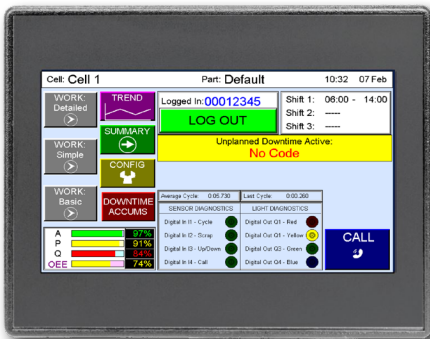 Cell: Cell 1 Part: Default 10:32 07 Feb
WORK: Detailed
TREND
Logged In: 00012345
LOG OUT
Shift 1: 06:00 - 14:00
Shift 2: -----
Shift 3: -----
SUMMARY
Unplanned Downtime Active:
No Code
WORK: Simple
CONFIG
WORK: Basic
DOWNTIME ACCUMS
Average Cycle: 0:06.730 Last Cycle: 0:00.260
SENSOR DIAGNOSTICS LIGHT DIAGNOSTICS
Digital In I1 - Cycle Digital Out Q1 - Red
Digital In I2 - Scrap Digital Out Q2 - Yellow
Digital In I3 - Up/Down Digital Out Q3 - Green
Digital In I4 - Call Digital Out Q4 - Blue
CALL
A 97%
P 91%
Q 84%
OEE 74%